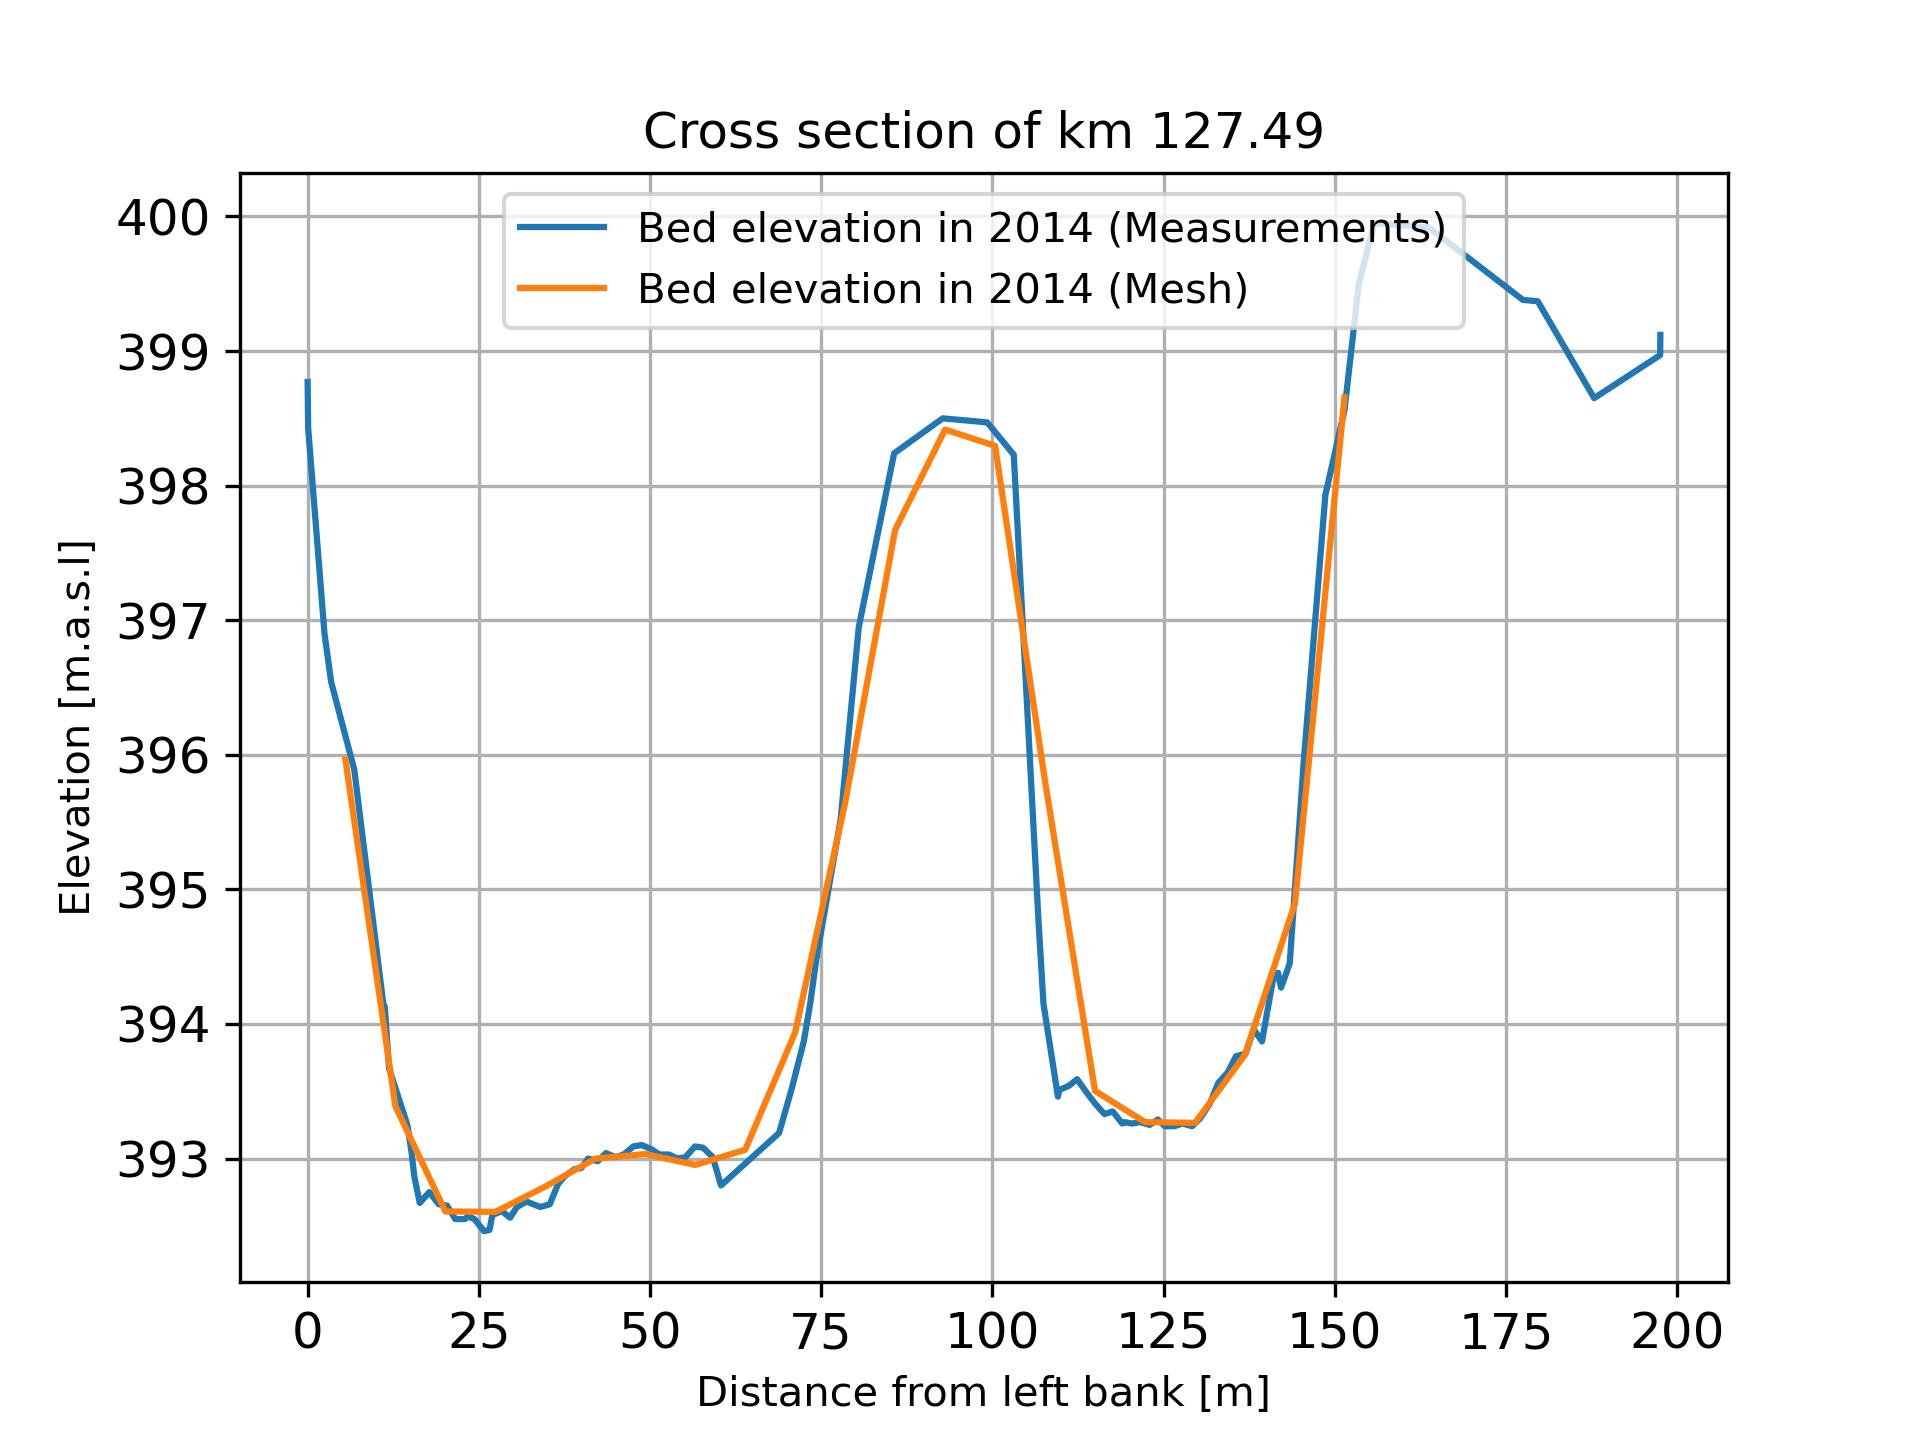 Cross section of km 127.49
Bed elevation in 2014 (Measurements)
Bed elevation in 2014 (Mesh)
400
399
398
397
396
395
394
393
Elevation [m.a.s.l]
0 25 50 75 100 125 150 175 200
Distance from left bank [m]